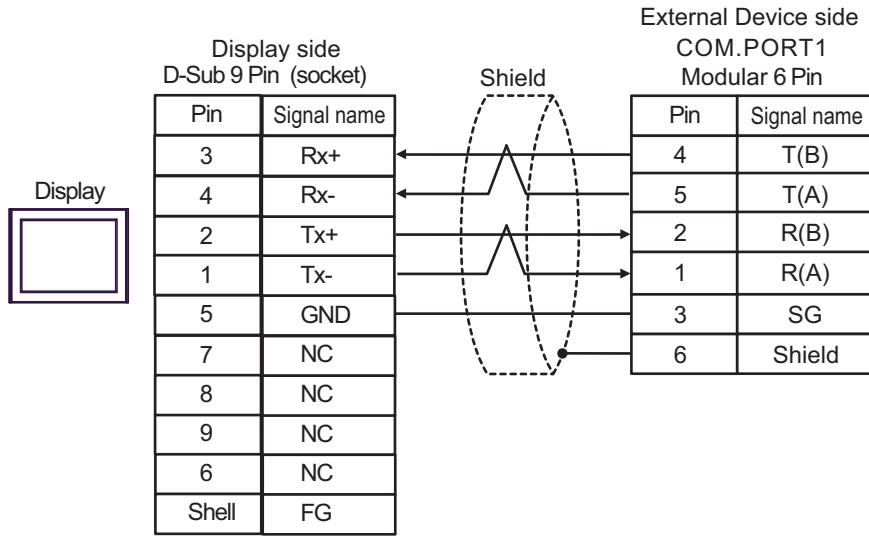 External Device side
COM.PORT1
Modular 6 Pin
Display side
D-Sub 9 Pin (socket)
Shield
Display
Pin Signal name
3 Rx+
4 Rx-
2 Tx+
1 Tx-
5 GND
7 NC
8 NC
9 NC
6 NC
Shell FG
Pin Signal name
4 T(B)
5 T(A)
2 R(B)
1 R(A)
3 SG
6 Shield